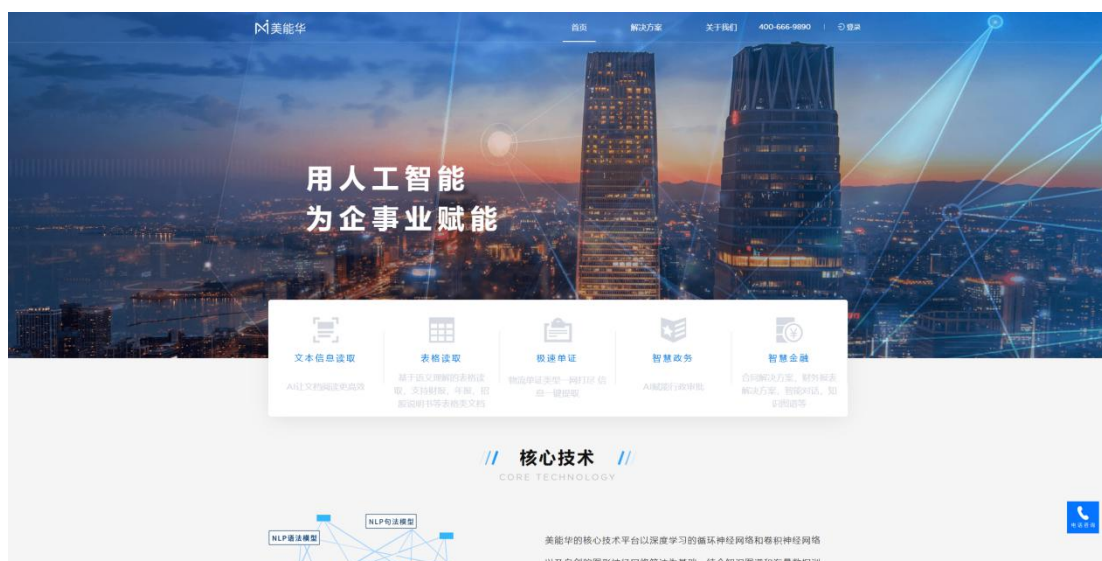 美能华
首页 解决方案 关于我们 400-666-9890 登录
用人工智能
为企事业赋能
文本信息读取 表格读取 极速单证 智慧政务 智慧金融
AI让文档阅读更高效
基于语义理解的表格读
取，支持财报、年报、招
股说明书等表格类文档
物流单证类型一网打尽 信
息一键提取
AI赋能行政审批
合同解决方案，财务报表
解决方案，智能对话，知
识图谱等
核心技术
CORE TECHNOLOGY
NLP句法模型
NLP语法模型
电话咨询
美能华的核心技术平台以深度学习的循环神经网络和卷积神经网络